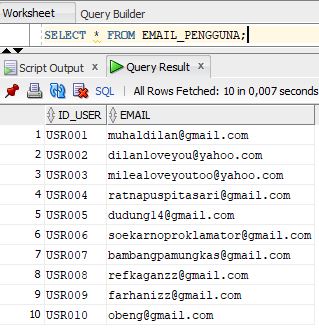 Worksheet Query Builder
SELECT * FROM EMAIL_PENGGUNA;
Script Output x Query Result x
SQL | All Rows Fetched: 10 in 0,007 seconds
ID_USER EMAIL
1 USR001 muhaldilan@gmail.com
2 USR002 dilanloveyou@yahoo.com
3 USR003 milealoveyoutoo@yahoo.com
4 USR004 ratnapuspitasari@gmail.com
5 USR005 dudung14@gmail.com
6 USR006 soekarnoproklamator@gmail.com
7 USR007 bambangpamungkas@gmail.com
8 USR008 refkaganzz@gmail.com
9 USR009 farhanizz@gmail.com
10 USR010 obeng@gmail.com